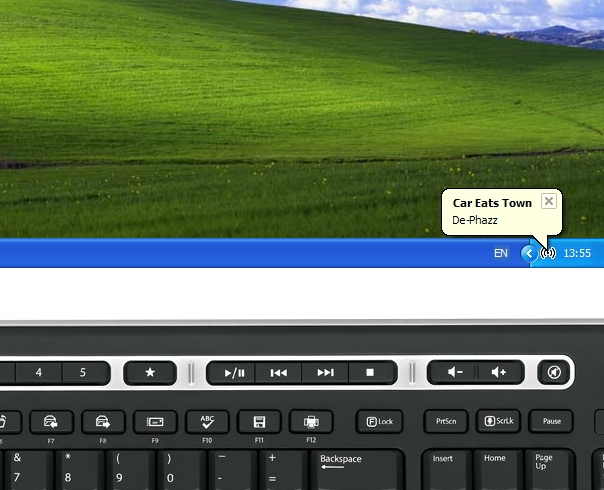 Car Eats Town
De-Phazz
EN
13:55
4 5
Lock PrtScn ScrLk Pause
F7 F8 F9 ABC F10 F11 F12
& * ( ) - + Backspace Insert Home Page Up
7 8 9 0 - =